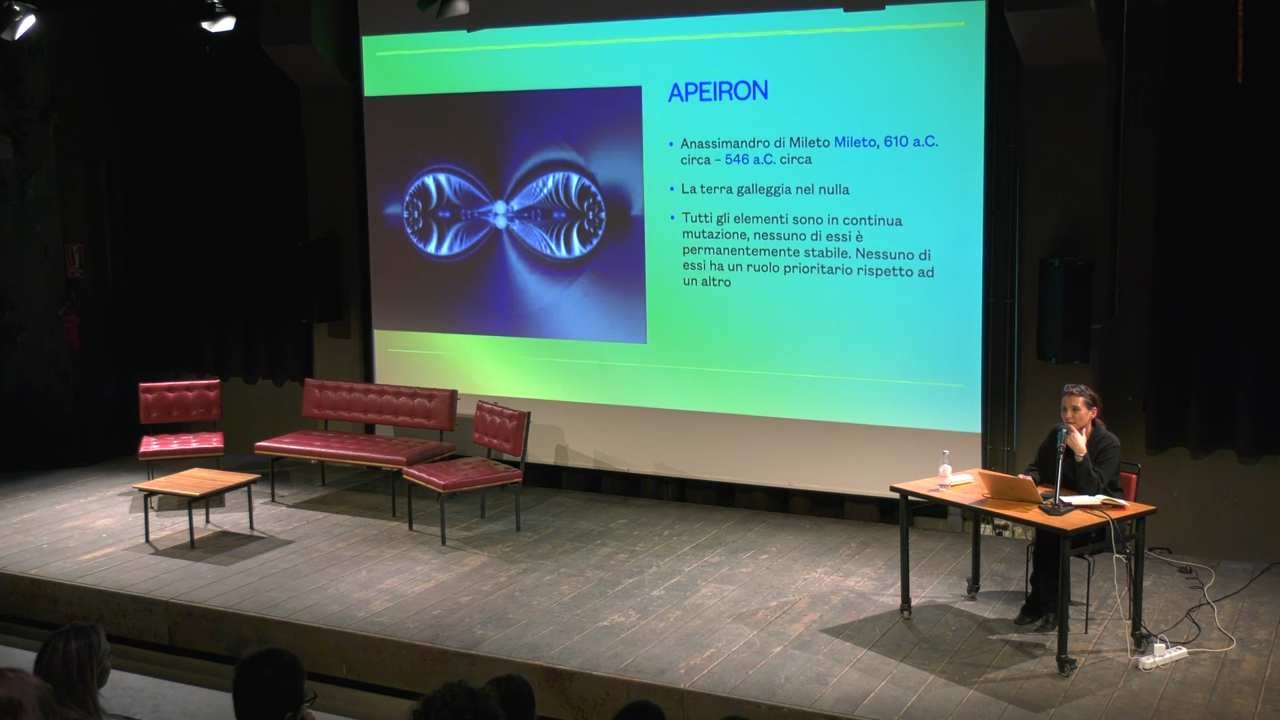 APEIRON
• Anassimandro di Mileto Mileto, 610 a.C.
circa – 546 a.C. circa
• La terra galleggia nel nulla
• Tutti gli elementi sono in continua
mutazione, nessuno di essi è
permanentemente stabile. Nessuno di
essi ha un ruolo prioritario rispetto ad
un altro